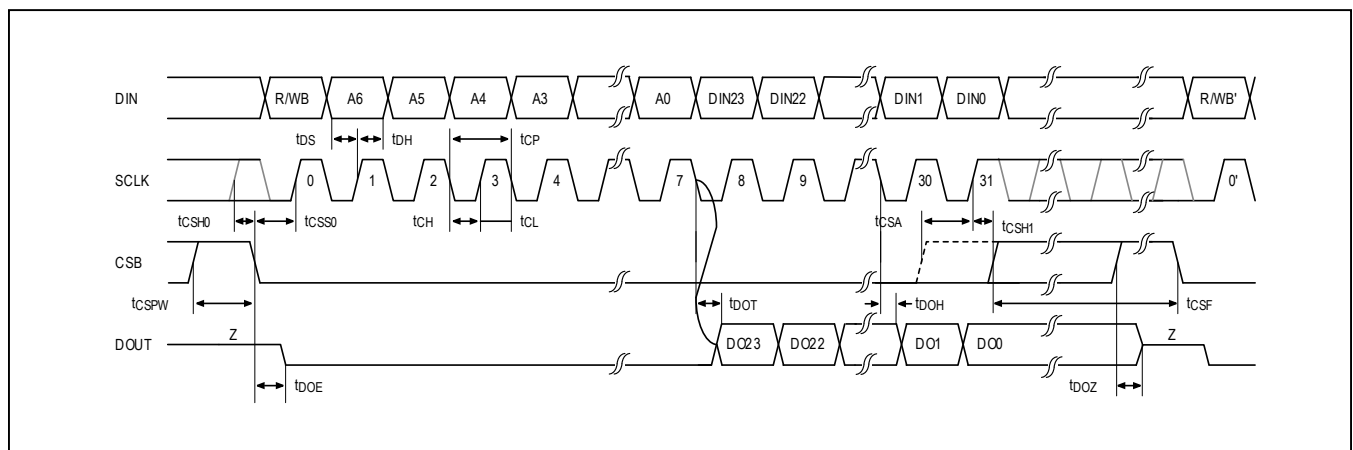 DIN R/WB A6 A5 A4 A3 A0 DIN23 DIN22 DIN1 DIN0 R/WB'
tDS tDH tCP
SCLK 0 1 2 3 4 7 8 9 30 31 0'
tCSH0 tCSS0 tCH tCL tCSA tCSH1
CSB
tCSPW tDOT tDOH tCSF
DOUT Z DO23 DO22 DO1 DO0 Z
tDOE tDOZ